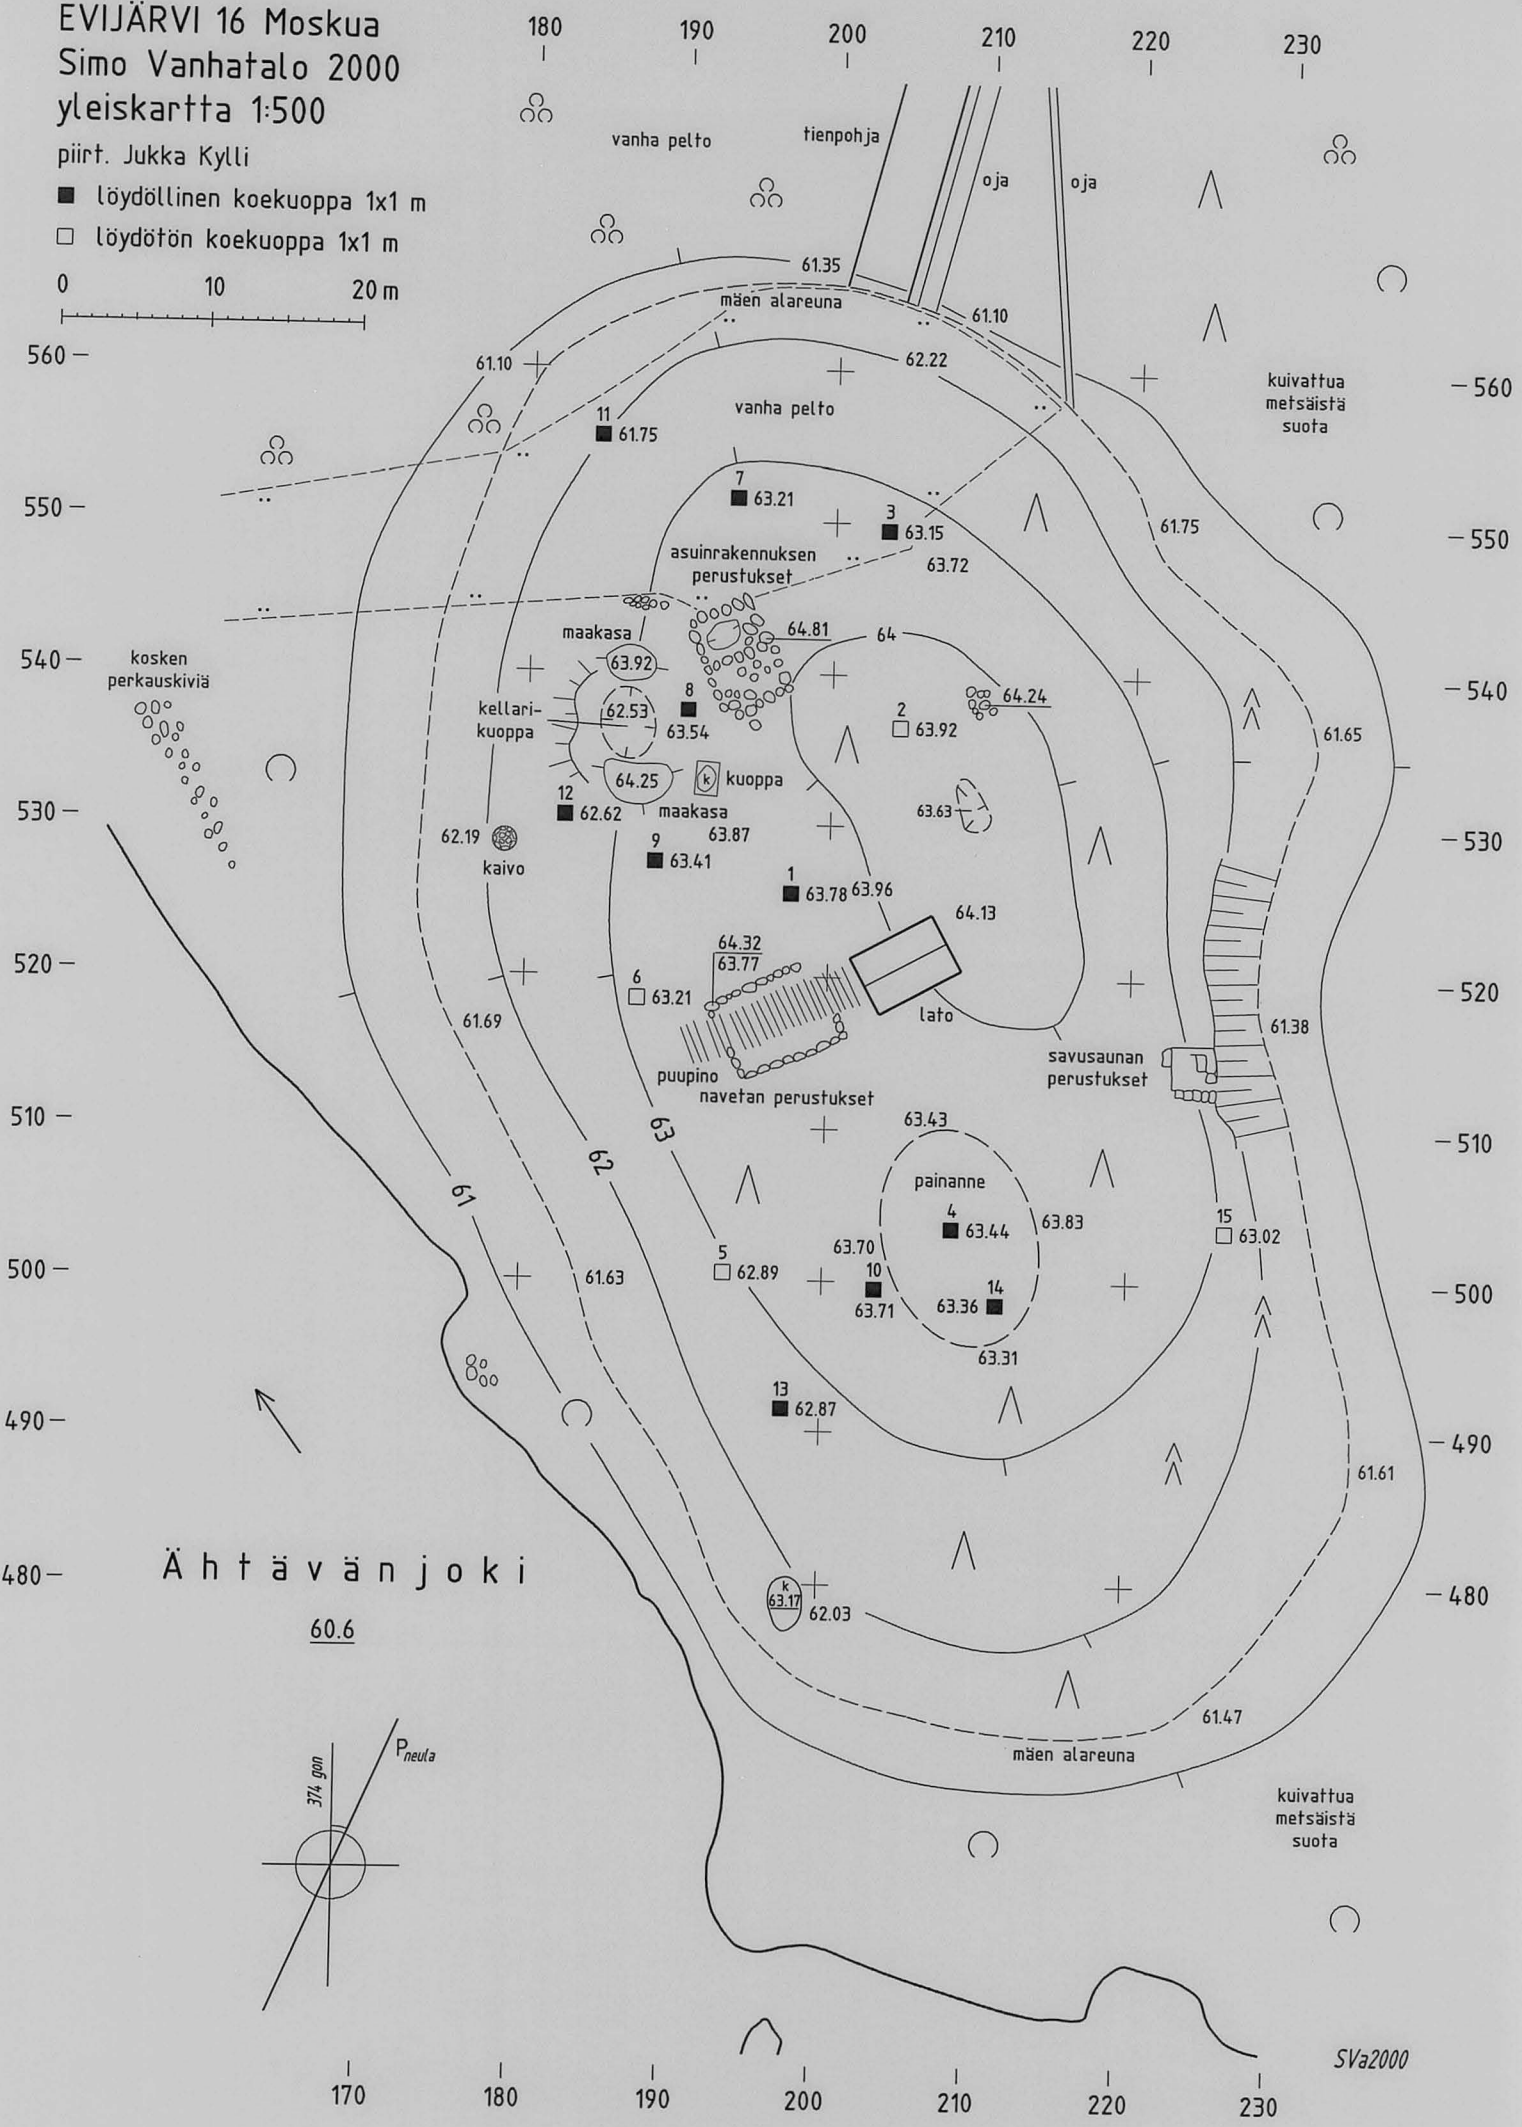 EVIJÄRVI 16 Moskua
Simo Vanhatalo 2000
yleiskartta 1:500
piirt. Jukka Kylli
löydöllinen koekuoppa 1x1 m
löydötön koekuoppa 1x1 m
0 10 20 m
180 190 200 210 220 230
vanha pelto
tienpohja
oja
oja
61.35
mäen alareuna
61.10
560
61.10
62.22
kuivattua
metsäistä
suota
560
vanha pelto
11
61.75
7
63.21
550
3
63.15
61.75
550
asuinrakennuksen
perustukset
63.72
maakasa
64.81
64
540
kosken
perkauskiviä
63.92
8
63.54
64.24
540
kellari-
kuoppa
62.53
2
63.92
61.65
64.25
k
kuoppa
530
12
62.62
maakasa
63.87
63.63
62.19
kaivo
9
63.41
530
1
63.78
63.96
64.13
64.32
63.77
520
6
63.21
520
61.69
lato
61.38
savusaunan
perustukset
puupino
navetan perustukset
510
63
63.43
510
62
61
painanne
4
63.44
63.83
15
63.02
63.70
500
61.63
5
62.89
10
63.71
14
63.36
500
63.31
13
62.87
490
490
61.61
Ähtävänjoki
60.6
480
k
63.17
62.03
480
61.47
mäen alareuna
Pneula
374 gon
kuivattua
metsäistä
suota
SVa2000
170 180 190 200 210 220 230